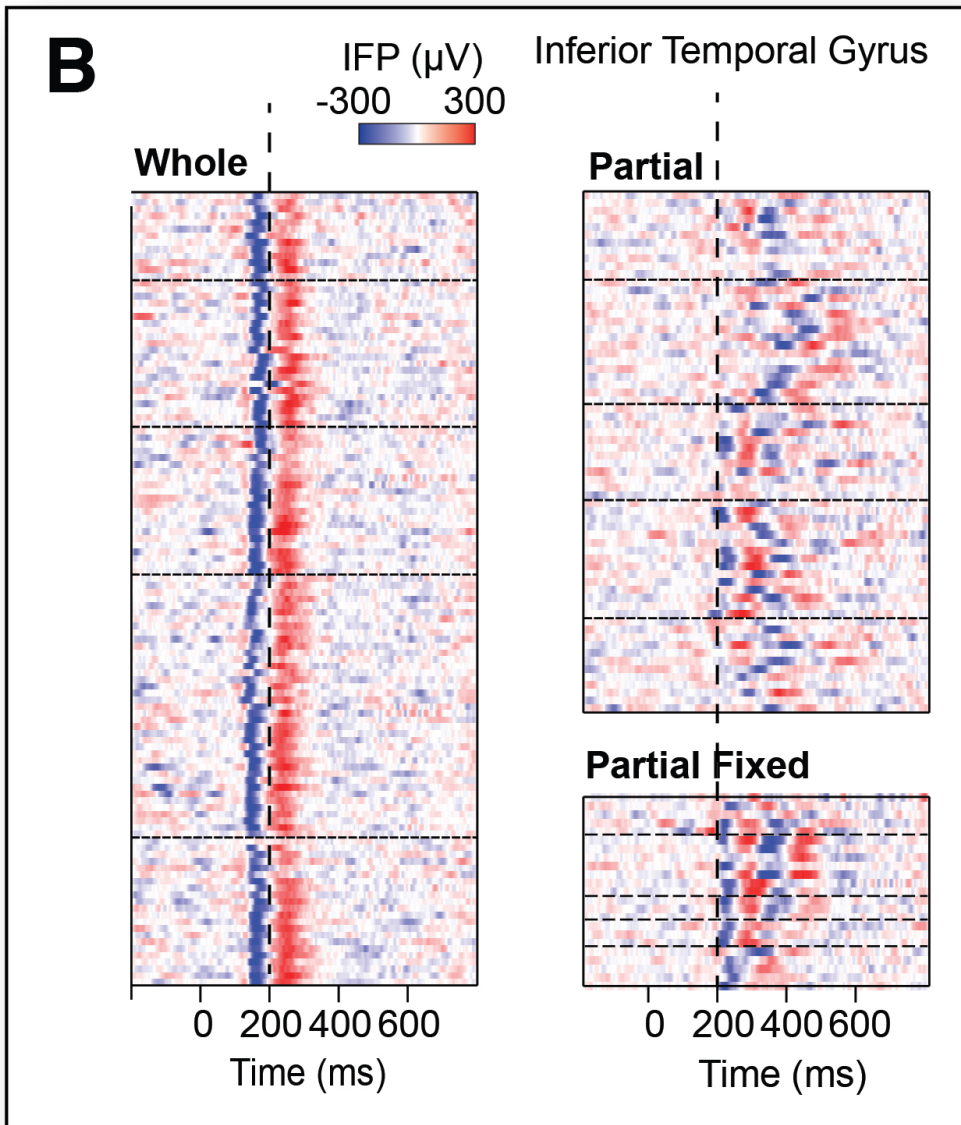 B
IFP (µV)
-300 300
Inferior Temporal Gyrus
Whole
Partial
Partial Fixed
0 200 400 600
Time (ms)
0 200 400 600
Time (ms)